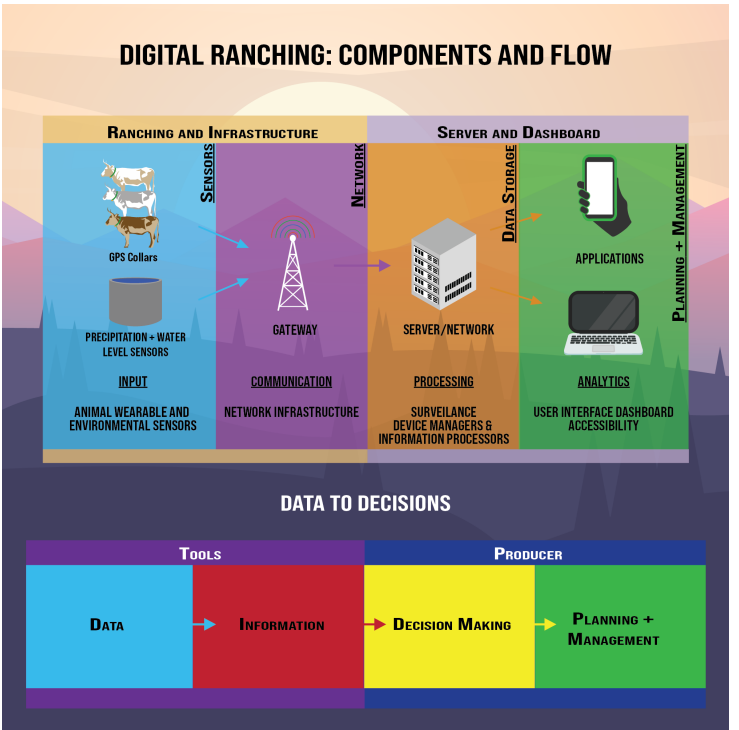 DIGITAL RANCHING: COMPONENTS AND FLOW
RANCHING AND INFRASTRUCTURE
SERVER AND DASHBOARD
SENSORS
NETWORK
DATA STORAGE
PLANNING + MANAGEMENT
GPS Collars
PRECIPITATION + WATER
LEVEL SENSORS
GATEWAY
SERVER/NETWORK
APPLICATIONS
INPUT
COMMUNICATION
PROCESSING
ANALYTICS
ANIMAL WEARABLE AND
ENVIRONMENTAL SENSORS
NETWORK INFRASTRUCTURE
SURVEILANCE
DEVICE MANAGERS &
INFORMATION PROCESSORS
USER INTERFACE DASHBOARD
ACCESSIBILITY
DATA TO DECISIONS
TOOLS
PRODUCER
DATA
INFORMATION
DECISION MAKING
PLANNING +
MANAGEMENT